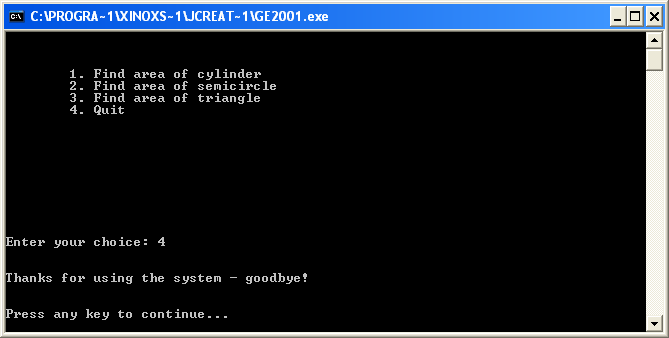 C:\PROGRA~1\XINOXS~1\JCREAT~1\GE2001.exe
1. Find area of cylinder
2. Find area of semicircle
3. Find area of triangle
4. Quit
Enter your choice: 4
Thanks for using the system - goodbye!
Press any key to continue...